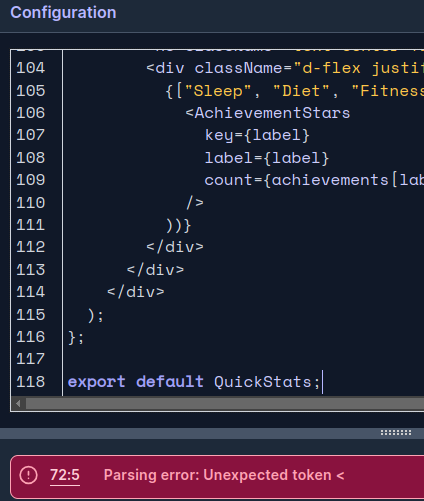 Configuration
104 <div className="d-flex justif
105 {["Sleep", "Diet", "Fitness
106 <AchievementStars
107 key={label}
108 label={label}
109 count={achievements[lab
110 />
111 ))}
112 </div>
113 </div>
114 </div>
115 );
116 };
117
118 export default QuickStats;
72:5 Parsing error: Unexpected token <